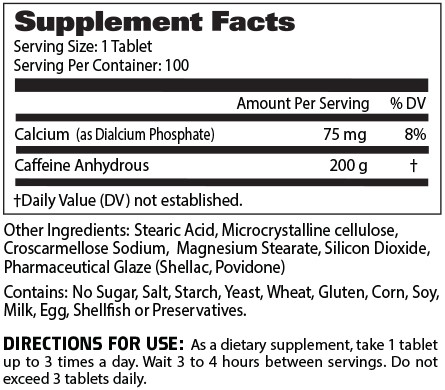 Supplement Facts
Serving Size: 1 Tablet
Serving Per Container: 100
Amount Per Serving % DV
Calcium (as Dialcium Phosphate) 75 mg 8%
Caffeine Anhydrous 200 g †
†Daily Value (DV) not established.
Other Ingredients: Stearic Acid, Microcrystalline cellulose,
Croscarmellose Sodium, Magnesium Stearate, Silicon Dioxide,
Pharmaceutical Glaze (Shellac, Povidone)
Contains: No Sugar, Salt, Starch, Yeast, Wheat, Gluten, Corn, Soy,
Milk, Egg, Shellfish or Preservatives.
DIRECTIONS FOR USE: As a dietary supplement, take 1 tablet
up to 3 times a day. Wait 3 to 4 hours between servings. Do not
exceed 3 tablets daily.